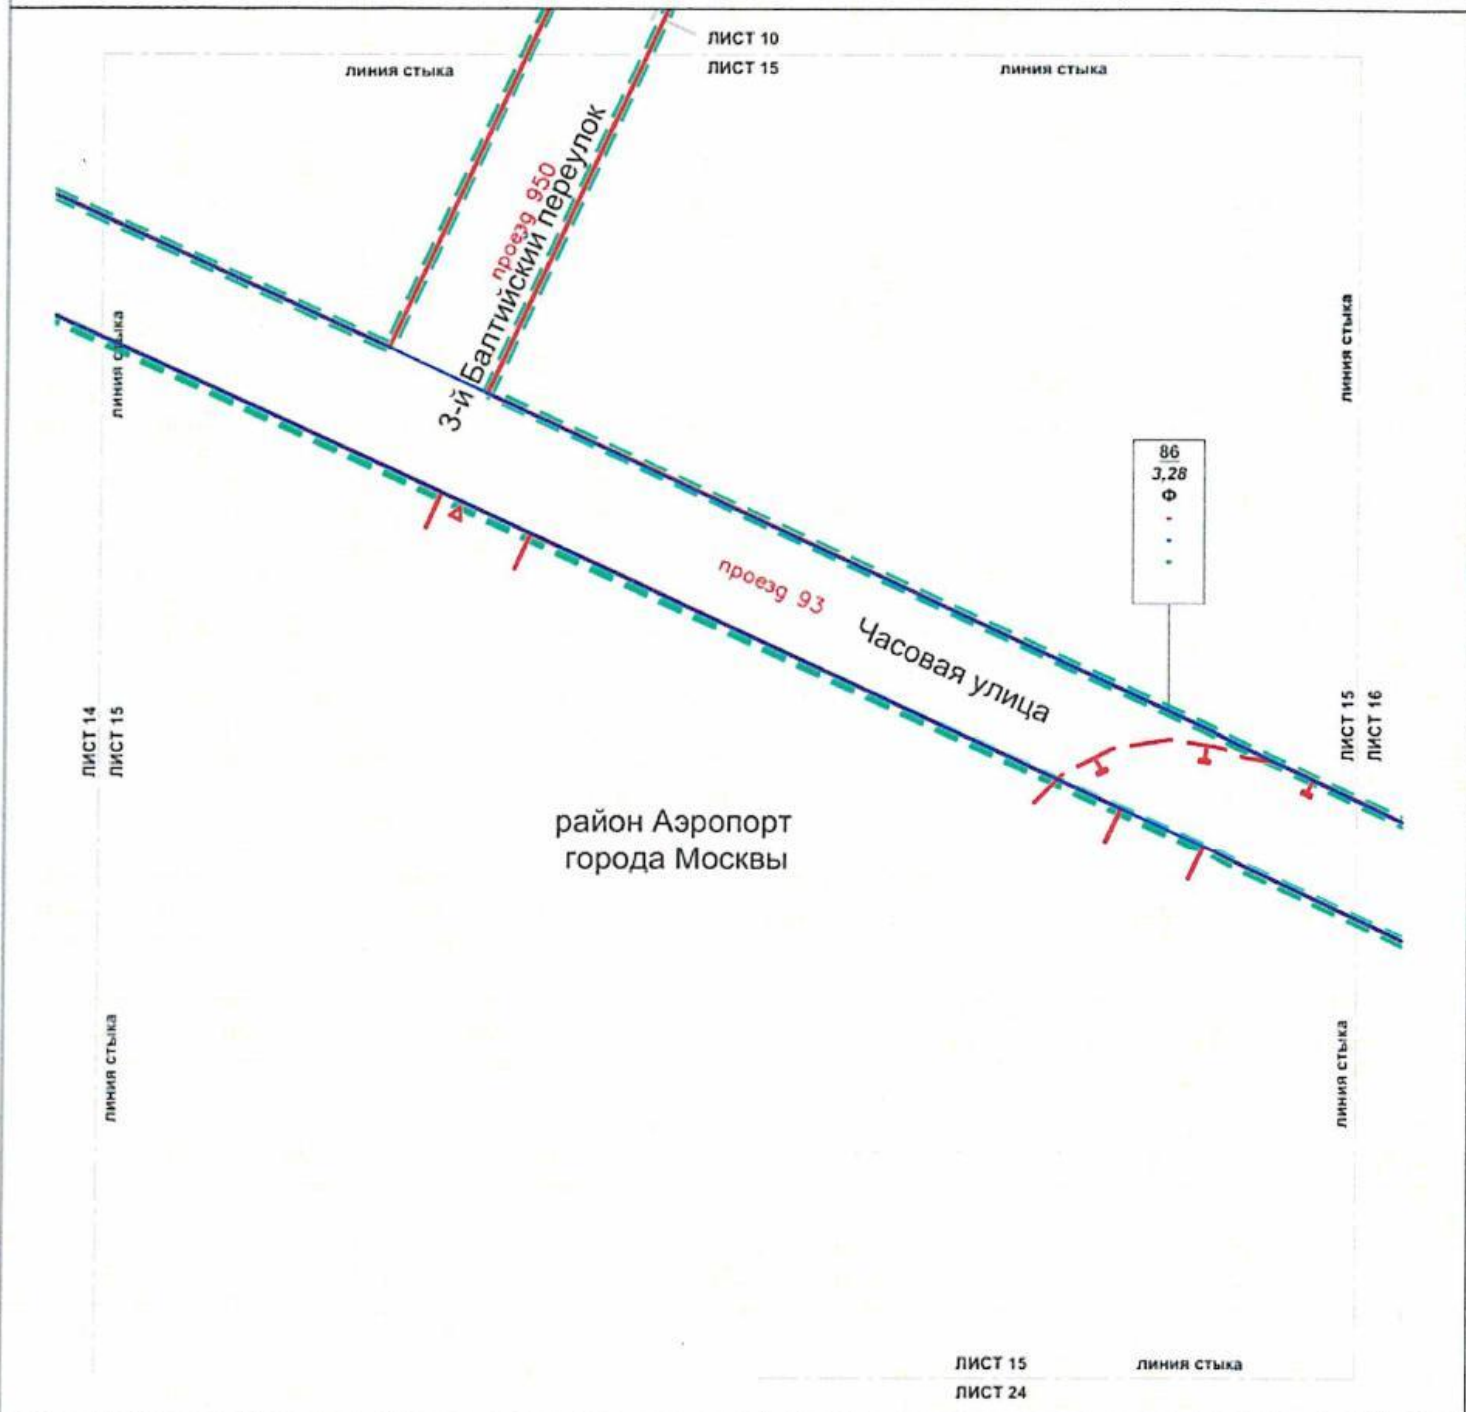 ЛИСТ 10
линия стыка
ЛИСТ 15
линия стыка
проезд 950
3-й Балтийский переулок
линия стыка
линия стыка
86
3,28
Ф
проезд 93
Часовая улица
ЛИСТ 14
ЛИСТ 15
ЛИСТ 15
ЛИСТ 16
район Аэропорт
города Москвы
линия стыка
линия стыка
ЛИСТ 15
линия стыка
ЛИСТ 24